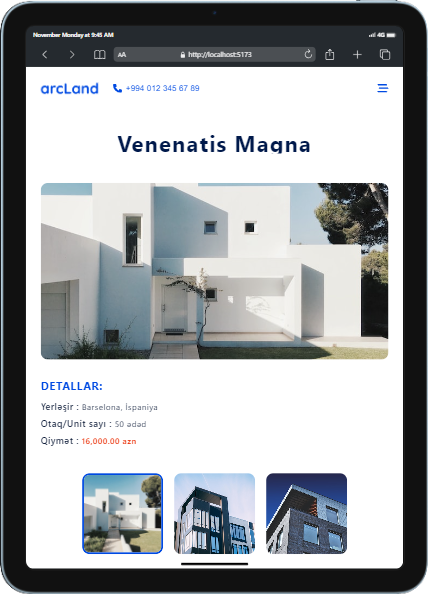 November Monday at 9:45 AM
4G
AA
http://localhost:5173
arcLand
+994 012 345 67 89
Venenatis Magna
DETALLAR:
Yerləşir : Barselona, İspaniya
Otaq/Unit sayı : 50 ədəd
Qiymət : 16,000.00 azn